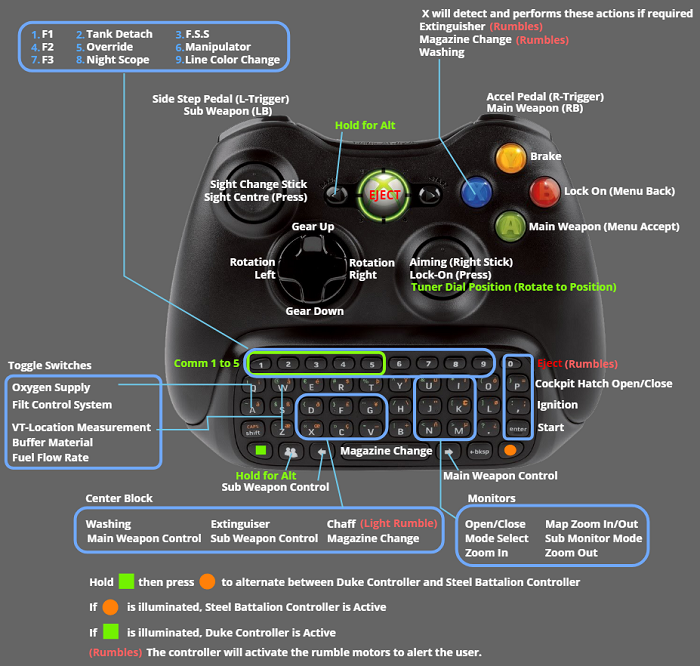 X will detect and performs these actions if required
Extinguisher (Rumbles)
Magazine Change (Rumbles)
Washing
1. F1 2. Tank Detach 3. F.S.S
4. F2 5. Override 6. Manipulator
7. F3 8. Night Scope 9. Line Color Change
Side Step Pedal (L-Trigger)
Sub Weapon (LB)
Accel Pedal (R-Trigger)
Main Weapon (RB)
Hold for Alt
Y
Brake
Sight Change Stick
Sight Centre (Press)
EJECT
X
B
Lock On (Menu Back)
A
Main Weapon (Menu Accept)
Gear Up
Rotation
Left
Rotation
Right
Aiming (Right Stick)
Lock-On (Press)
Tuner Dial Position (Rotate to Position)
Gear Down
Comm 1 to 5
1 2 3 4 5 6 7 8 9 0
Eject (Rumbles)
Toggle Switches
Q W E R T Y U I O P
Cockpit Hatch Open/Close
Oxygen Supply
Filt Control System
A S D F G H J K L
Ignition
VT-Location Measurement
CAPS
shift
Z X C V B N M
enter
Start
Buffer Material
Fuel Flow Rate
Magazine Change
bksp
Hold for Alt
Sub Weapon Control
Main Weapon Control
Center Block
Monitors
Washing Extinguiser Chaff (Light Rumble)
Main Weapon Control Sub Weapon Control Magazine Change
Open/Close Map Zoom In/Out
Mode Select Sub Monitor Mode
Zoom In Zoom Out
Hold then press to alternate between Duke Controller and Steel Battalion Controller
If is illuminated, Steel Battalion Controller is Active
If is illuminated, Duke Controller is Active
(Rumbles) The controller will activate the rumble motors to alert the user.